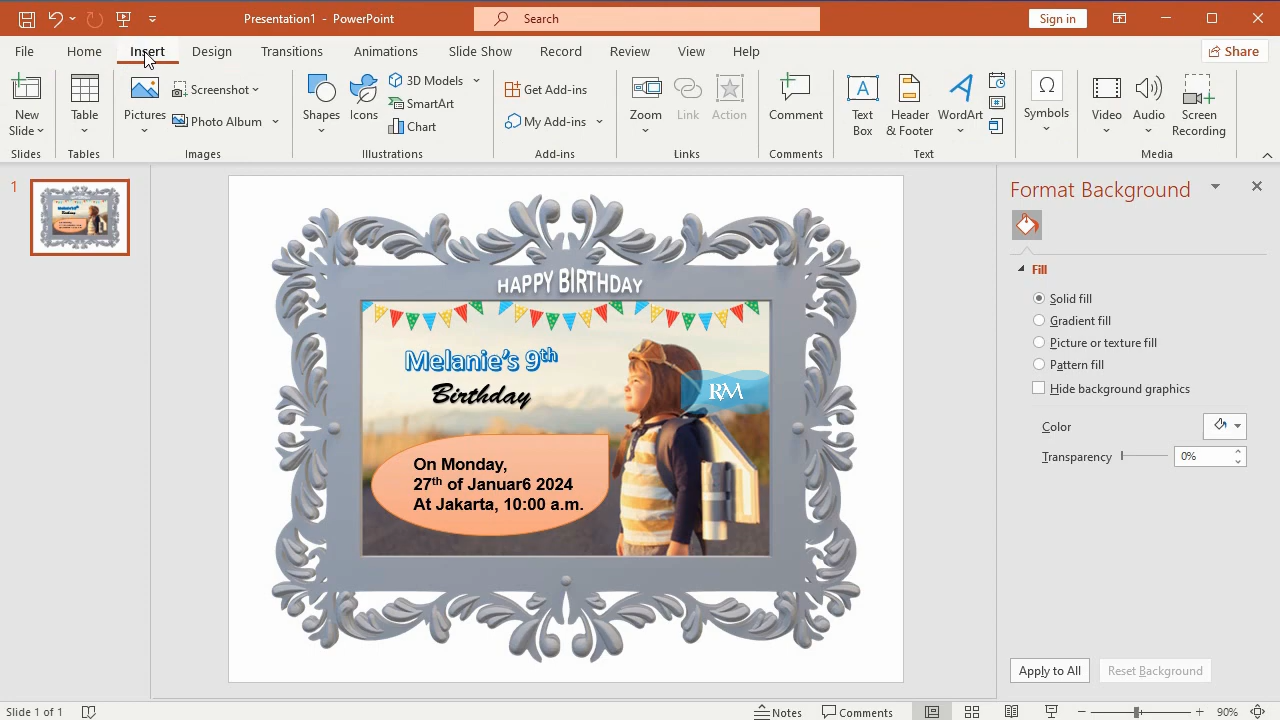 Presentation1 - PowerPoint
Search
Sign in
File
Home
Insert
Design
Transitions
Animations
Slide Show
Record
Review
View
Help
Share
New
Slide
Table
Pictures
Screenshot
Photo Album
Shapes
Icons
3D Models
SmartArt
Chart
Get Add-ins
My Add-ins
Zoom
Link
Action
Comment
Text
Box
Header
& Footer
WordArt
Symbols
Video
Audio
Screen
Recording
Slides
Tables
Images
Illustrations
Add-ins
Links
Comments
Text
Media
1
HAPPY BIRTHDAY
Melanie's 9th
Birthday
RM
On Monday,
27th of Januar6 2024
At Jakarta, 10:00 a.m.
Format Background
Fill
Solid fill
Gradient fill
Picture or texture fill
Pattern fill
Hide background graphics
Color
Transparency
0%
Apply to All
Reset Background
Slide 1 of 1
Notes
Comments
90%